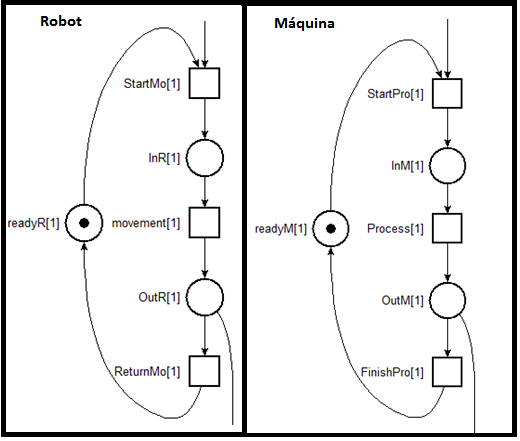 Robot
StartMo[1]
InR[1]
readyR[1]
movement[1]
OutR[1]
ReturnMo[1]
Máquina
StartPro[1]
InM[1]
readyM[1]
Process[1]
OutM[1]
FinishPro[1]